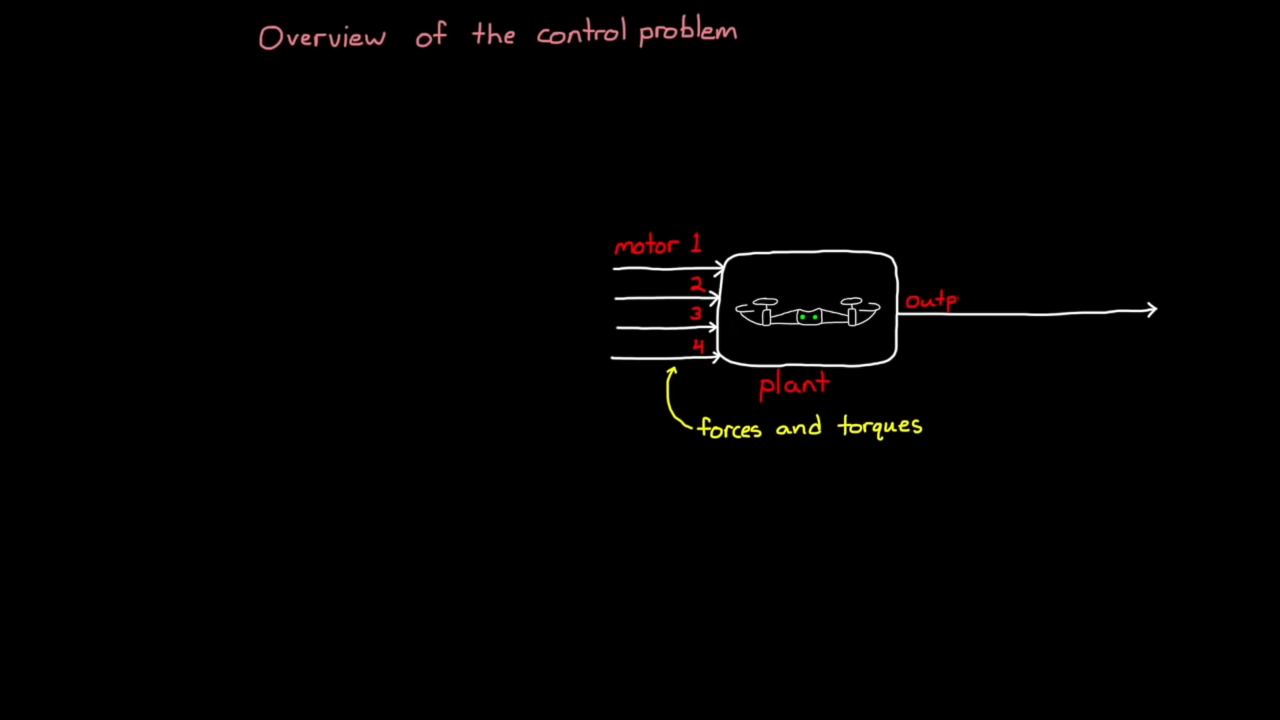 Overview of the control problem
motor 1
2
3
4
Outp
plant
forces and torques